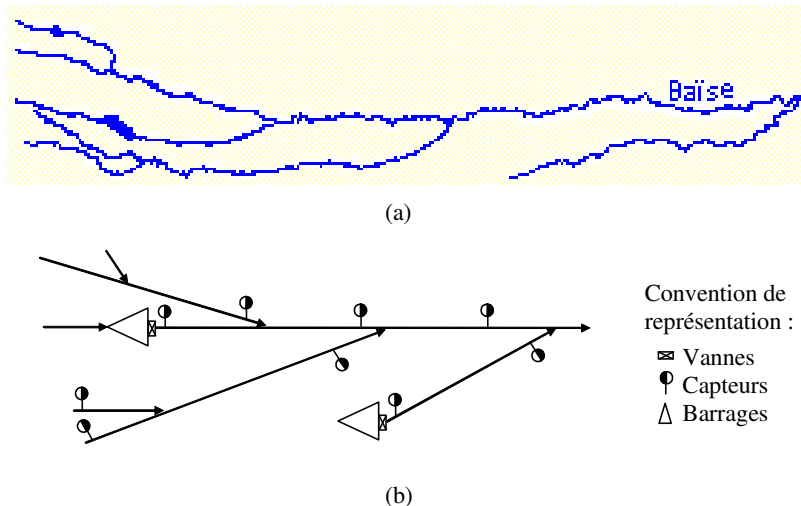 Baïse
(a)
Convention de
représentation :
Vannes
Capteurs
Barrages
(b)